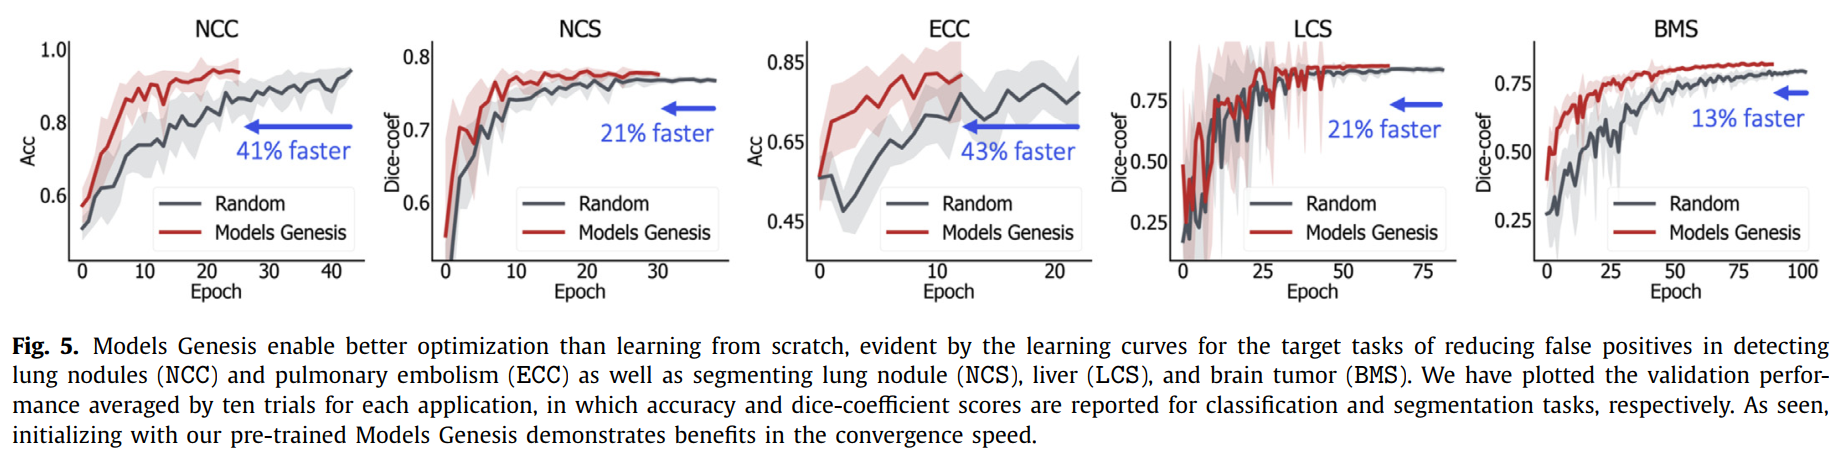 NCC
1.0
0.8
0.6
Acc
41% faster
Random
Models Genesis
0 10 20 30 40
Epoch
NCS
0.8
0.7
0.6
Dice-coef
21% faster
Random
Models Genesis
0 10 20 30
Epoch
ECC
0.85
0.65
0.45
Acc
43% faster
Random
Models Genesis
0 10 20
Epoch
LCS
0.75
0.50
0.25
Dice-coef
21% faster
Random
Models Genesis
0 25 50 75
Epoch
BMS
0.75
0.50
0.25
Dice-coef
13% faster
Random
Models Genesis
0 25 50 75 100
Epoch
Fig. 5. Models Genesis enable better optimization than learning from scratch, evident by the learning curves for the target tasks of reducing false positives in detecting
lung nodules (NCC) and pulmonary embolism (ECC) as well as segmenting lung nodule (NCS), liver (LCS), and brain tumor (BMS). We have plotted the validation perfor-
mance averaged by ten trials for each application, in which accuracy and dice-coefficient scores are reported for classification and segmentation tasks, respectively. As seen,
initializing with our pre-trained Models Genesis demonstrates benefits in the convergence speed.